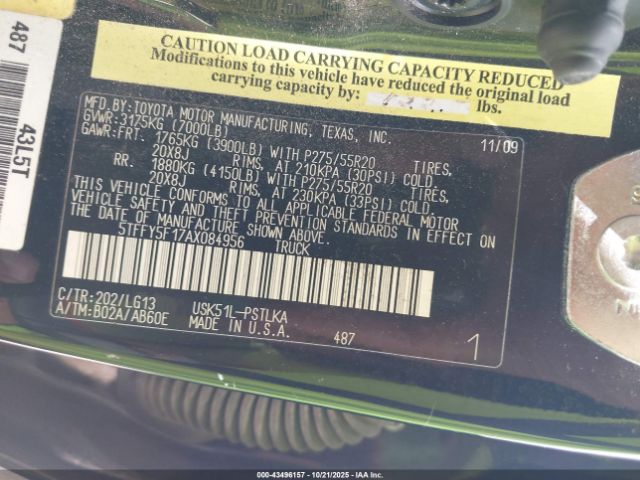 487 43L5T
CAUTION LOAD CARRYING CAPACITY REDUCED
Modifications to this vehicle have reduced the original load
carrying capacity by: lbs.
MFD. BY: TOYOTA MOTOR MANUFACTURING, TEXAS, INC. 11/09
GVWR: 3175KG (7000LB)
GAWR: FRT. 1765KG (3900LB) WITH P275/55R20 TIRES,
20X8J RIMS, AT 210KPA (30PSI) COLD.
RR. 1880KG (4150LB) WITH P275/55R20 TIRES,
20X8J RIMS, AT 230KPA (33PSI) COLD.
THIS VEHICLE CONFORMS TO ALL APPLICABLE FEDERAL MOTOR
VEHICLE SAFETY AND THEFT PREVENTION STANDARDS IN EFFECT ON
THE DATE OF MANUFACTURE SHOWN ABOVE.
5TFFY5F17AX084956 TRUCK
C/TR: 202/LG13 USK51L-PSTLKA
A/TM: B02A/AB60E MADE IN U.S.A. 487 1
000-43496157 - 10/21/2025 - IAAI.COM